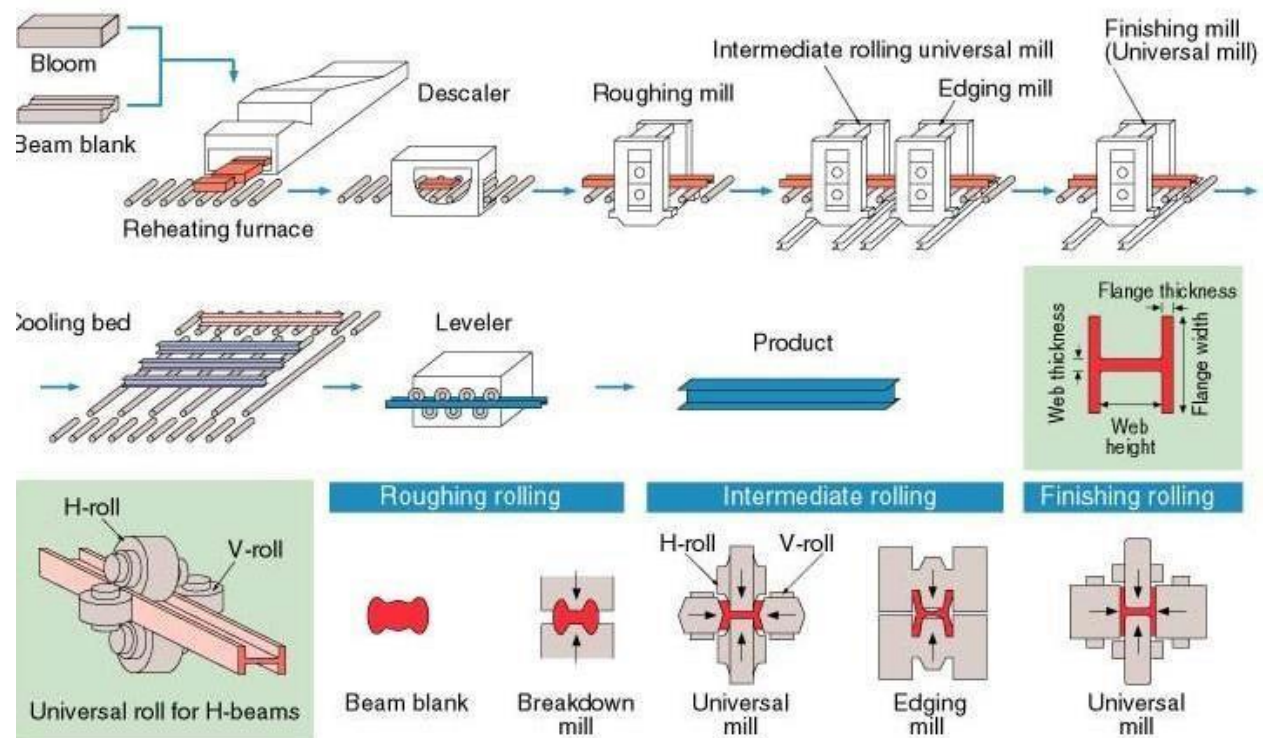 Bloom
Beam blank
Reheating furnace
Descaler
Roughing mill
Intermediate rolling universal mill
Edging mill
Finishing mill
(Universal mill)
Cooling bed
Leveler
Product
Flange thickness
Web thickness
Flange width
Web
height
H-roll
V-roll
Universal roll for H-beams
Roughing rolling
Intermediate rolling
Finishing rolling
H-roll
V-roll
Beam blank
Breakdown
mill
Universal
mill
Edging
mill
Universal
mill